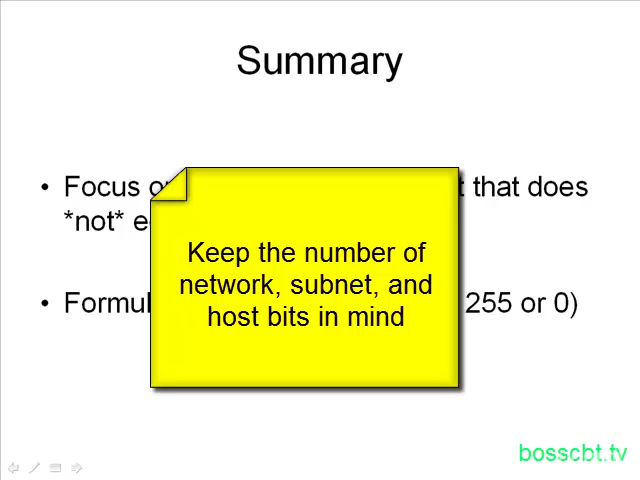 Summary
• Focus o t that does
*not* e
Keep the number of
network, subnet, and
host bits in mind
• Formul 255 or 0)
bosscbt.tv